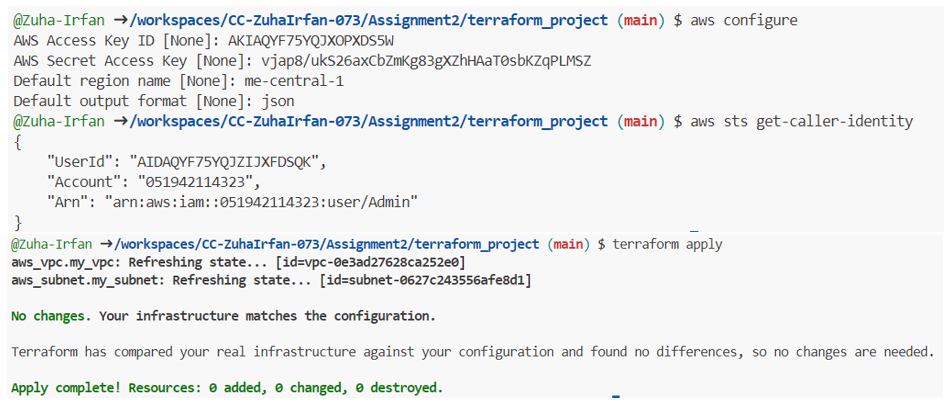 @Zuha-Irfan ➜/workspaces/CC-ZuhaIrfan-073/Assignment2/terraform_project (main) $ aws configure
AWS Access Key ID [None]: AKIAQYF75YQJXOPXDS5W
AWS Secret Access Key [None]: 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
Default region name [None]: me-central-1
Default output format [None]: json
@Zuha-Irfan ➜/workspaces/CC-ZuhaIrfan-073/Assignment2/terraform_project (main) $ aws sts get-caller-identity
{
    "UserId": "AIDAQYF75YQJZIJXFDSQK",
    "Account": "051942114323",
    "Arn": "arn:aws:iam::051942114323:user/Admin"
}
@Zuha-Irfan ➜/workspaces/CC-ZuhaIrfan-073/Assignment2/terraform_project (main) $ terraform apply
aws_vpc.my_vpc: Refreshing state... [id=vpc-0e3ad27628ca252e0]
aws_subnet.my_subnet: Refreshing state... [id=subnet-0627c243556afe8d1]
No changes. Your infrastructure matches the configuration.
Terraform has compared your real infrastructure against your configuration and found no differences, so no changes are needed.
Apply complete! Resources: 0 added, 0 changed, 0 destroyed.